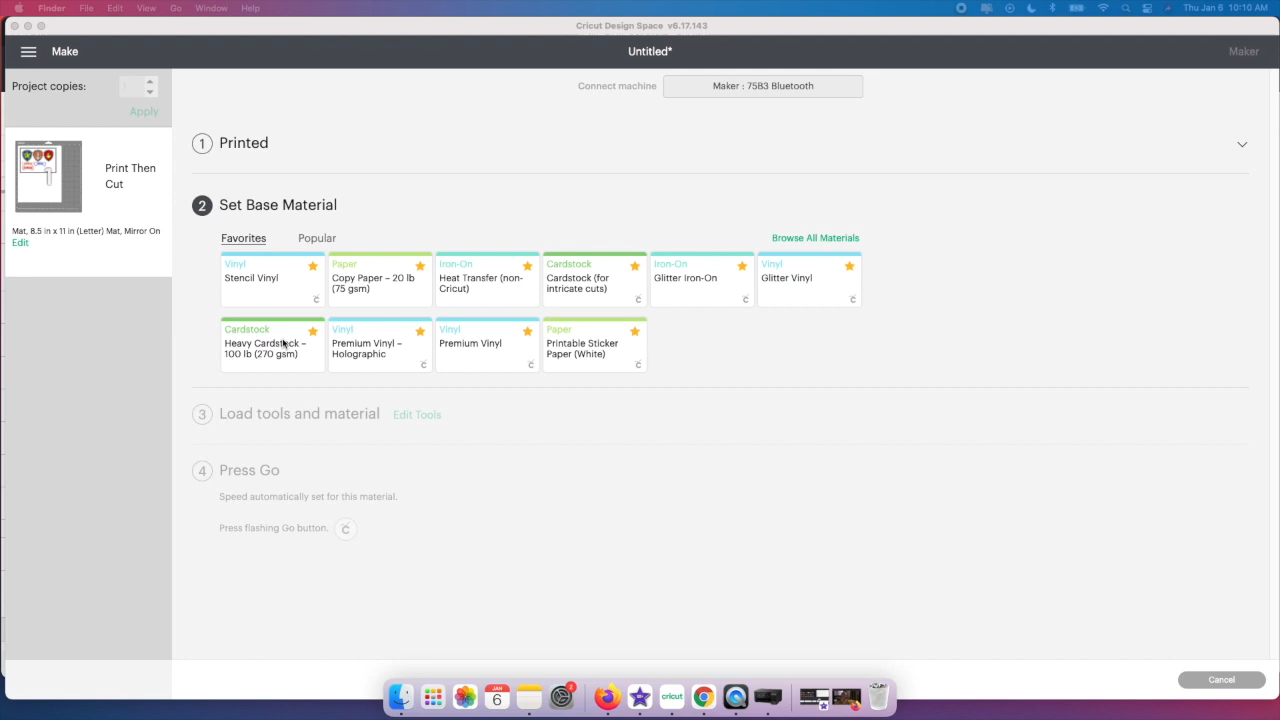 Finder File Edit View Go Window Help
Thu Jan 6 10:10 AM
Cricut Design Space v6.17.143
Make
Untitled*
Maker
Project copies:
Apply
Connect machine
Maker : 75B3 Bluetooth
Print Then
Cut
Mat, 8.5 in x 11 in (Letter) Mat, Mirror On
Edit
1 Printed
2 Set Base Material
Favorites
Popular
Browse All Materials
Vinyl
Stencil Vinyl
Paper
Copy Paper – 20 lb
(75 gsm)
Iron-On
Heat Transfer (non-
Cricut)
Cardstock
Cardstock (for
intricate cuts)
Iron-On
Glitter Iron-On
Vinyl
Glitter Vinyl
Cardstock
Heavy Cardstock –
100 lb (270 gsm)
Vinyl
Premium Vinyl –
Holographic
Vinyl
Premium Vinyl
Paper
Printable Sticker
Paper (White)
3 Load tools and material
Edit Tools
4 Press Go
Speed automatically set for this material.
Press flashing Go button.
Cancel
JAN
6
2
cricut